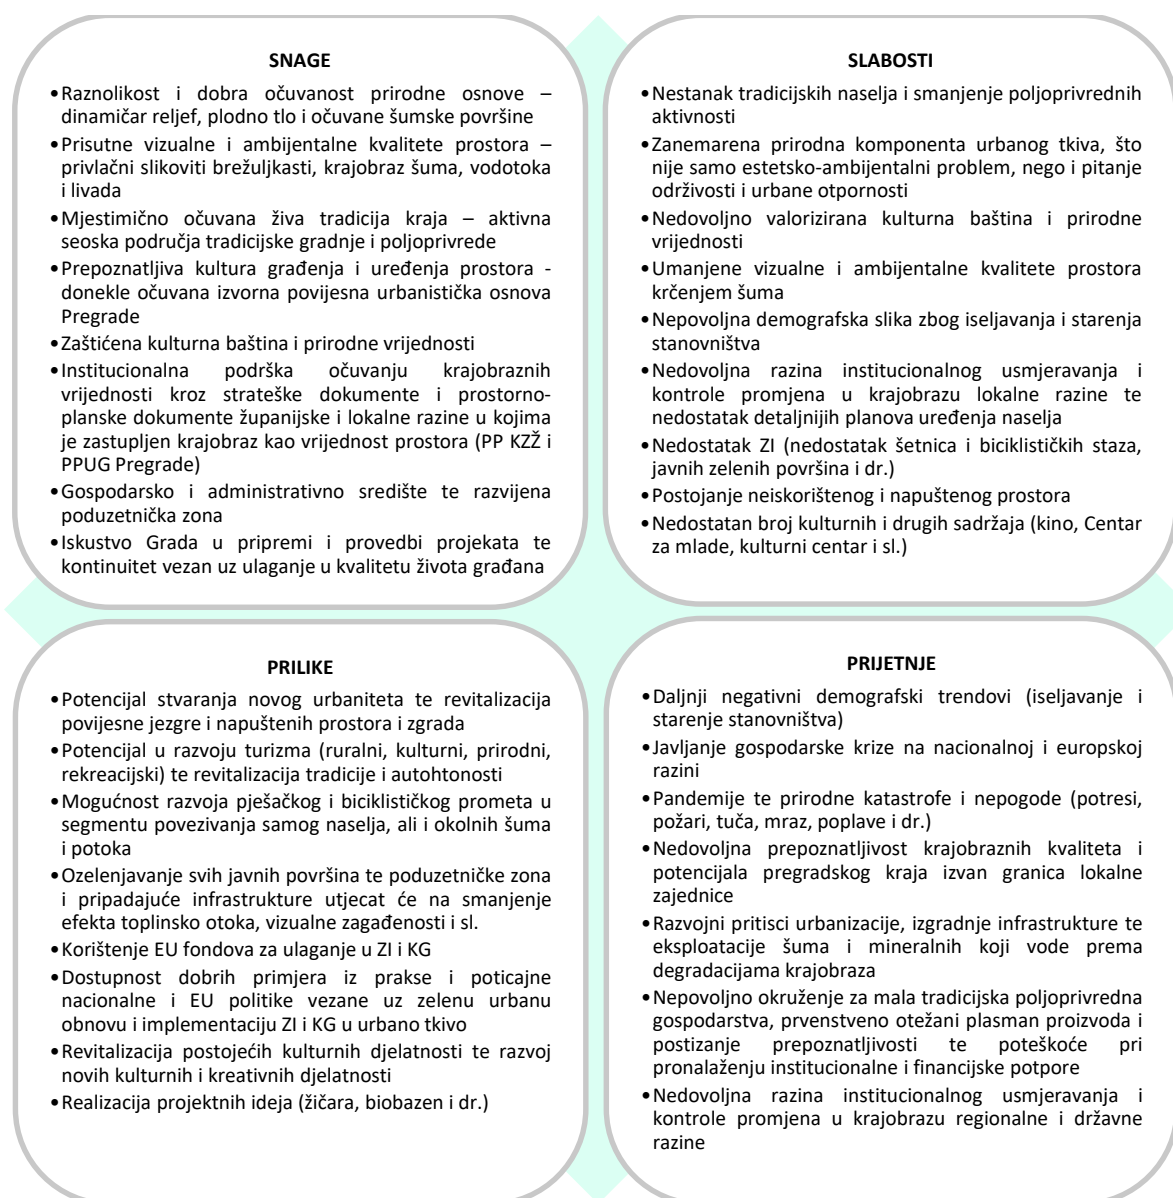 SNAGE
•Raznolikost i dobra očuvanost prirodne osnove –
dinamičar reljef, plodno tlo i očuvane šumske površine
•Prisutne vizualne i ambijentalne kvalitete prostora –
privlačni slikoviti brežuljkasti, krajobraz šuma, vodotoka
i livada
•Mjestimično očuvana živa tradicija kraja – aktivna
seoska područja tradicijske gradnje i poljoprivrede
•Prepoznatljiva kultura građenja i uređenja prostora -
donekle očuvana izvorna povijesna urbanistička osnova
Pregrade
•Zaštićena kulturna baština i prirodne vrijednosti
•Institucionalna podrška očuvanju krajobraznih
vrijednosti kroz strateške dokumente i prostorno-
planske dokumente županijske i lokalne razine u kojima
je zastupljen krajobraz kao vrijednost prostora (PP KZŽ i
PPUG Pregrade)
•Gospodarsko i administrativno središte te razvijena
poduzetnička zona
•Iskustvo Grada u pripremi i provedbi projekata te
kontinuitet vezan uz ulaganje u kvalitetu života građana
SLABOSTI
•Nestanak tradicijskih naselja i smanjenje poljoprivrednih
aktivnosti
•Zanemarena prirodna komponenta urbanog tkiva, što
nije samo estetsko-ambijentalni problem, nego i pitanje
održivosti i urbane otpornosti
•Nedovoljno valorizirana kulturna baština i prirodne
vrijednosti
•Umanjene vizualne i ambijentalne kvalitete prostora
krčenjem šuma
•Nepovoljna demografska slika zbog iseljavanja i starenja
stanovništva
•Nedovoljna razina institucionalnog usmjeravanja i
kontrole promjena u krajobrazu lokalne razine te
nedostatak detaljnijih planova uređenja naselja
•Nedostatak ZI (nedostatak šetnica i biciklističkih staza,
javnih zelenih površina i dr.)
•Postojanje neiskorištenog i napuštenog prostora
•Nedostatan broj kulturnih i drugih sadržaja (kino, Centar
za mlade, kulturni centar i sl.)
PRILIKE
•Potencijal stvaranja novog urbaniteta te revitalizacija
povijesne jezgre i napuštenih prostora i zgrada
•Potencijal u razvoju turizma (ruralni, kulturni, prirodni,
rekreacijski) te revitalizacija tradicije i autohtonosti
•Mogućnost razvoja pješačkog i biciklističkog prometa u
segmentu povezivanja samog naselja, ali i okolnih šuma
i potoka
•Ozelenjavanje svih javnih površina te poduzetničke zona
i pripadajuće infrastrukture utjecat će na smanjenje
efekta toplinsko otoka, vizualne zagađenosti i sl.
•Korištenje EU fondova za ulaganje u ZI i KG
•Dostupnost dobrih primjera iz prakse i poticajne
nacionalne i EU politike vezane uz zelenu urbanu
obnovu i implementaciju ZI i KG u urbano tkivo
•Revitalizacija postojećih kulturnih djelatnosti te razvoj
novih kulturnih i kreativnih djelatnosti
•Realizacija projektnih ideja (žičara, biobazen i dr.)
PRIJETNJE
•Daljnji negativni demografski trendovi (iseljavanje i
starenje stanovništva)
•Javljanje gospodarske krize na nacionalnoj i europskoj
razini
•Pandemije te prirodne katastrofe i nepogode (potresi,
požari, tuča, mraz, poplave i dr.)
•Nedovoljna prepoznatljivost krajobraznih kvaliteta i
potencijala pregradskog kraja izvan granica lokalne
zajednice
•Razvojni pritisci urbanizacije, izgradnje infrastrukture te
eksploatacije šuma i mineralnih koji vode prema
degradacijama krajobraza
•Nepovoljno okruženje za mala tradicijska poljoprivredna
gospodarstva, prvenstveno otežani plasman proizvoda i
postizanje prepoznatljivosti te poteškoće pri
pronalaženju institucionalne i financijske potpore
•Nedovoljna razina institucionalnog usmjeravanja i
kontrole promjena u krajobrazu regionalne i državne
razine